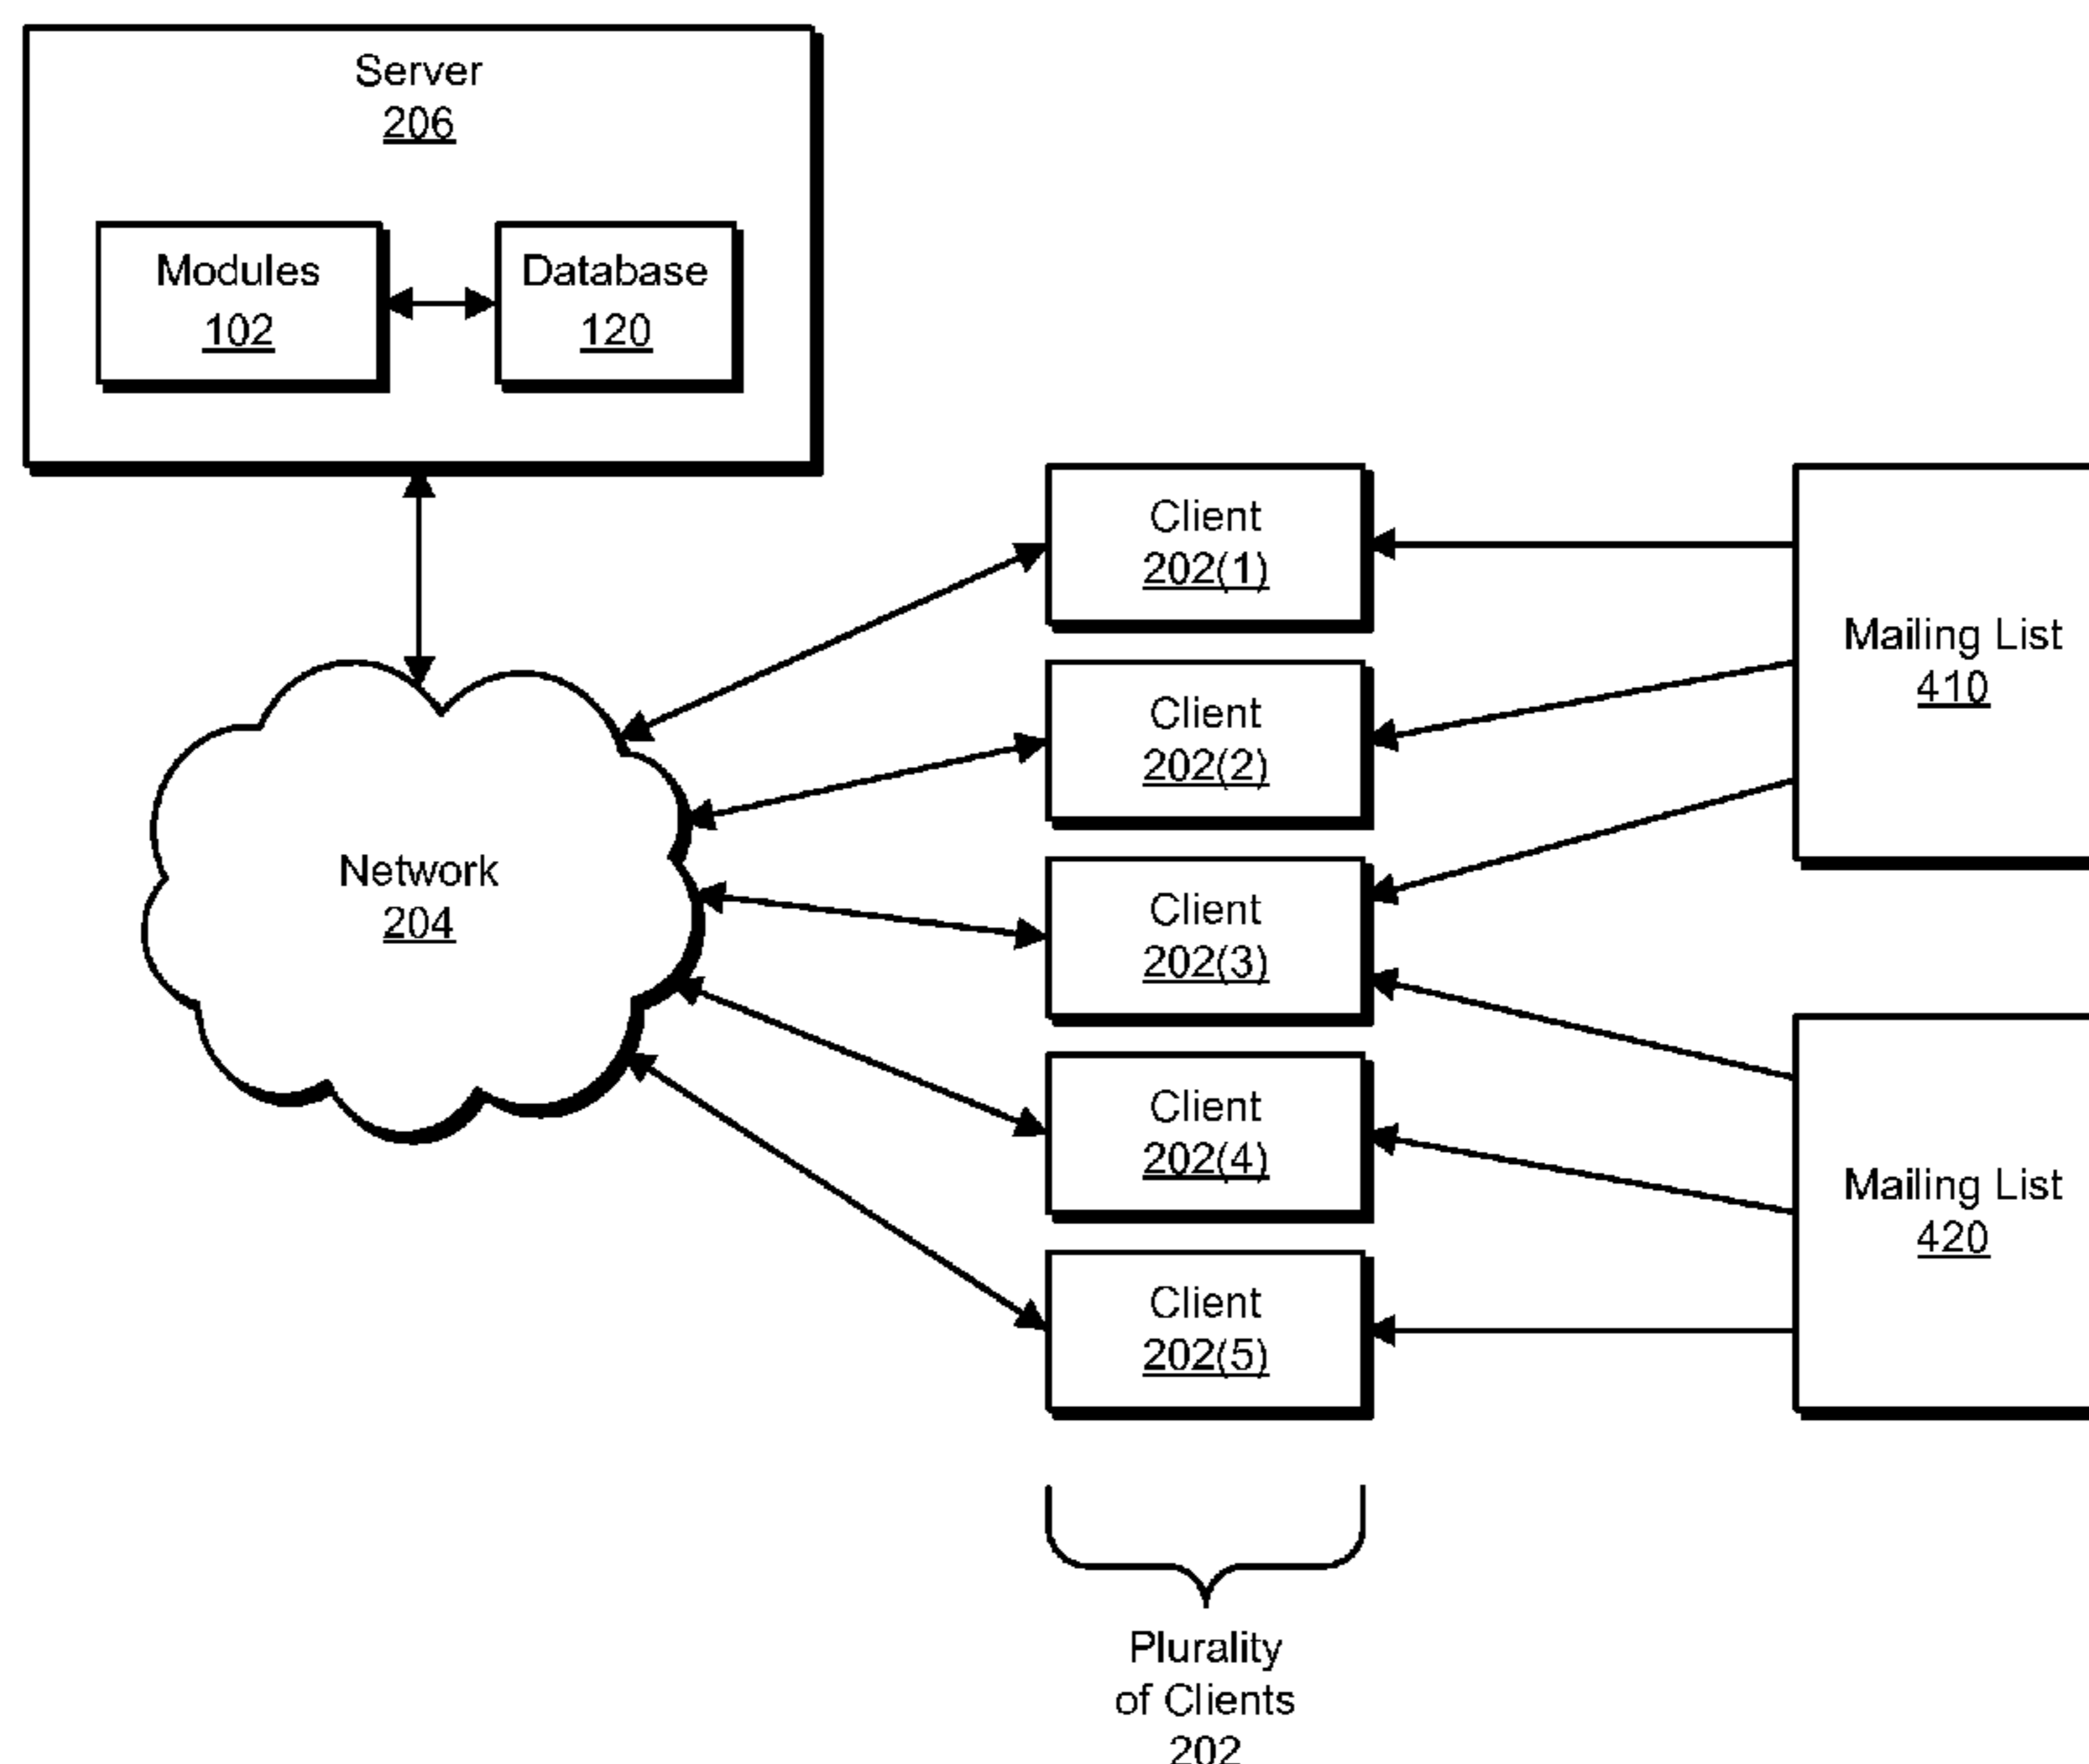 Server
206
Modules
102
Database
120
Client
202(1)
Mailing List
410
Client
202(2)
Network
204
Client
202(3)
Client
202(4)
Mailing List
420
Client
202(5)
Plurality
of Clients
202